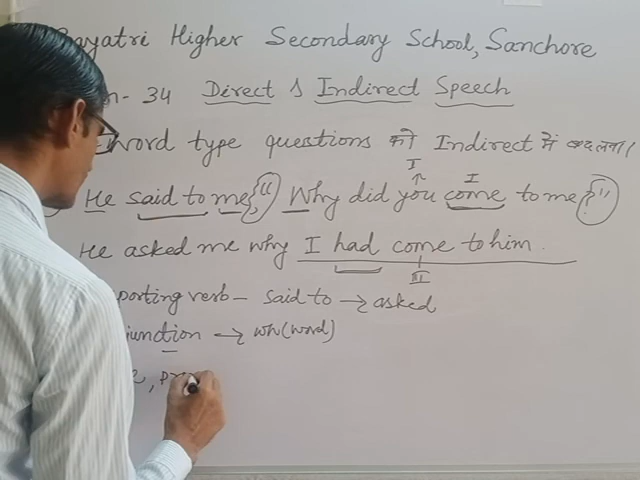 Gayatri Higher Secondary School, Sanchore
- 34 Direct & Indirect Speech
word type questions को Indirect में बदलना।
I
I
He said to me, " Why did you come to me ? "
He asked me why I had come to him.
III
porting verb - said to → asked
junction → wh(word)